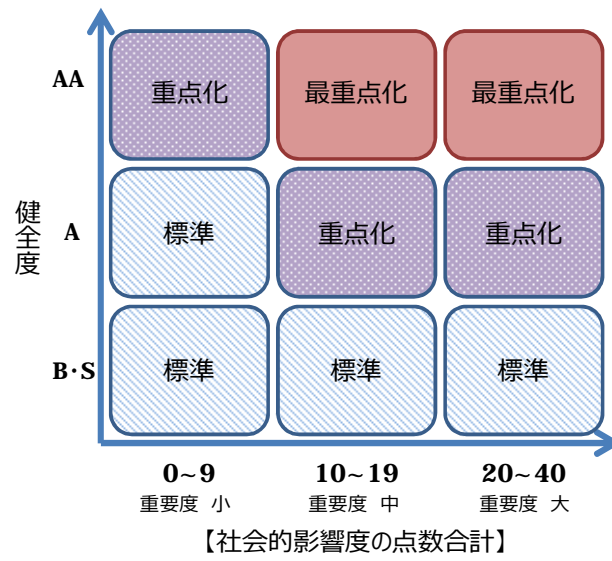 AA
重点化
最重点化
最重点化
健全度
A
標準
重点化
重点化
B･S
標準
標準
標準
0~9
10~19
20~40
重要度 小
重要度 中
重要度 大
【社会的影響度の点数合計】